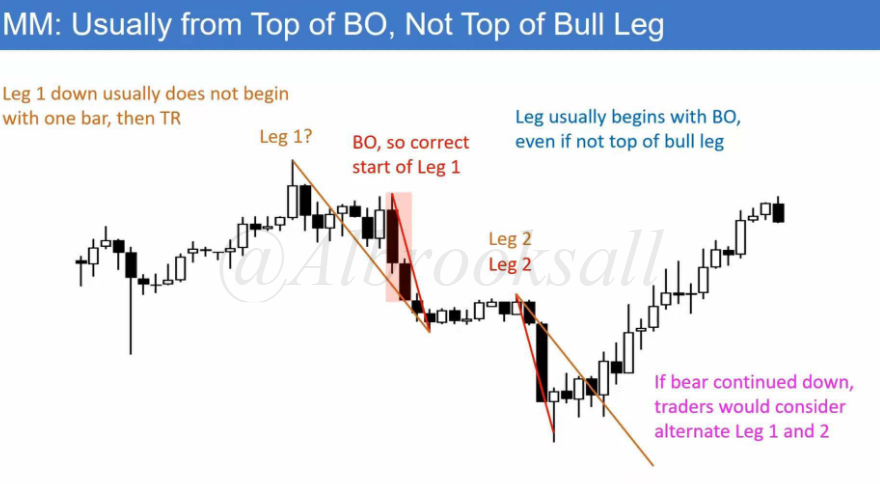 MM: Usually from Top of BO, Not Top of Bull Leg
Leg 1 down usually does not begin
with one bar, then TR
Leg 1?
BO, so correct
start of Leg 1
Leg usually begins with BO,
even if not top of bull leg
Leg 2
Leg 2
@Albrooksall
If bear continued down,
traders would consider
alternate Leg 1 and 2